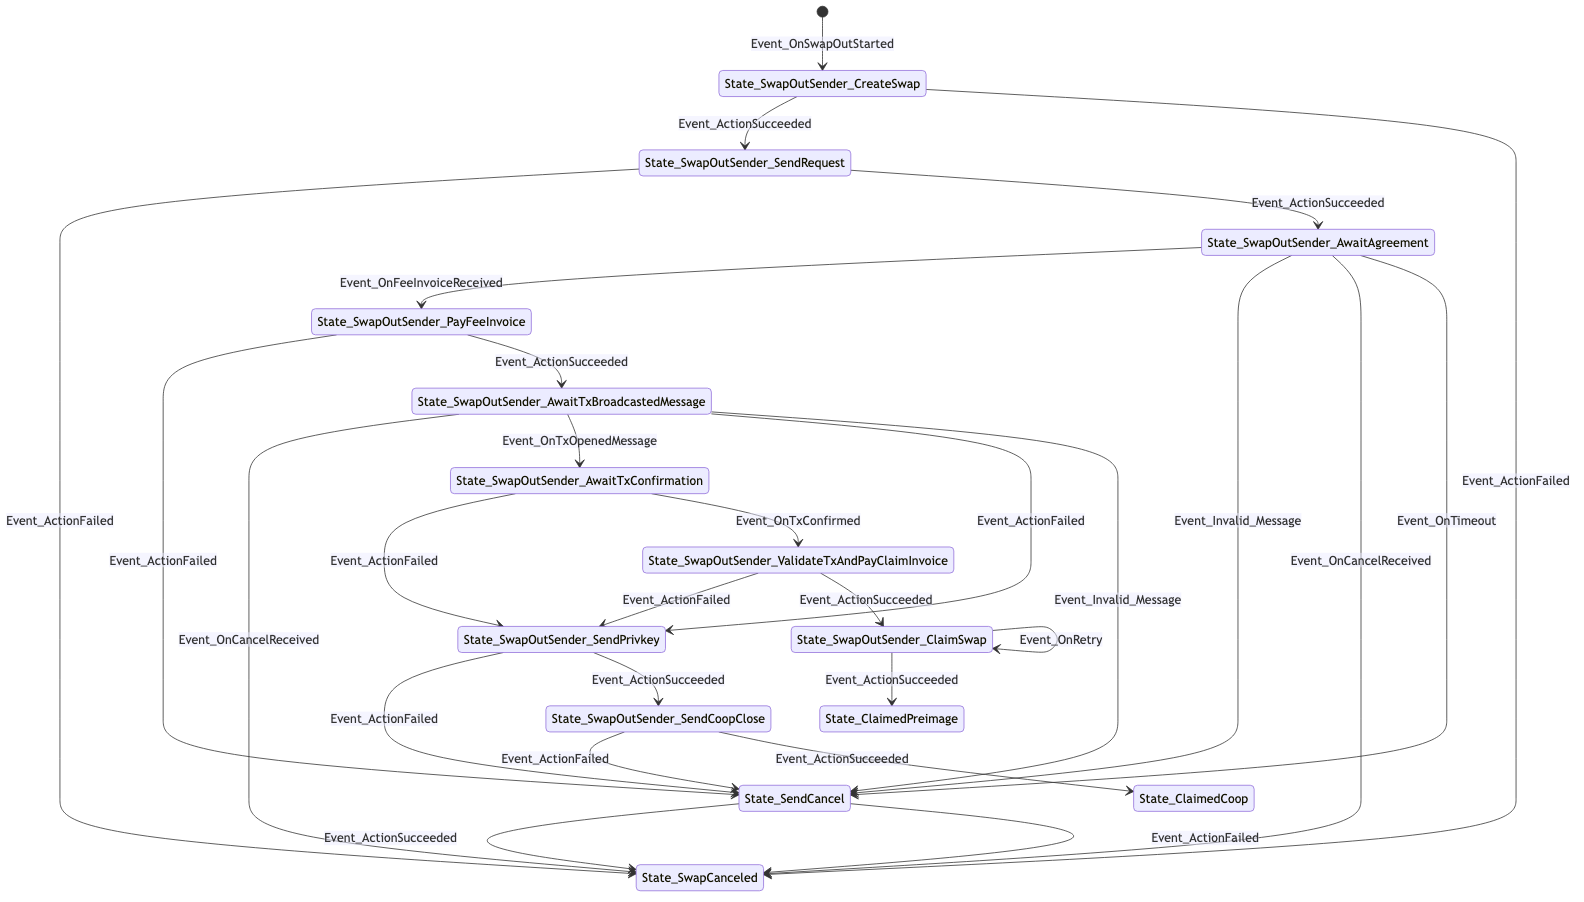 Event_OnSwapOutStarted
State_SwapOutSender_CreateSwap
Event_ActionSucceeded
State_SwapOutSender_SendRequest
Event_ActionSucceeded
State_SwapOutSender_AwaitAgreement
Event_OnFeeInvoiceReceived
State_SwapOutSender_PayFeeInvoice
Event_ActionSucceeded
State_SwapOutSender_AwaitTxBroadcastedMessage
Event_OnTxOpenedMessage
State_SwapOutSender_AwaitTxConfirmation
Event_ActionFailed
Event_ActionFailed
Event_OnTxConfirmed
Event_ActionFailed
Event_Invalid_Message
Event_OnTimeout
Event_ActionFailed
Event_ActionFailed
State_SwapOutSender_ValidateTxAndPayClaimInvoice
Event_OnCancelReceived
Event_ActionFailed
Event_ActionSucceeded
Event_Invalid_Message
Event_OnCancelReceived
State_SwapOutSender_SendPrivkey
State_SwapOutSender_ClaimSwap
Event_OnRetry
Event_ActionSucceeded
Event_ActionSucceeded
Event_ActionFailed
State_SwapOutSender_SendCoopClose
State_ClaimedPreimage
Event_ActionFailed
Event_ActionSucceeded
State_SendCancel
State_ClaimedCoop
Event_ActionSucceeded
Event_ActionFailed
State_SwapCanceled